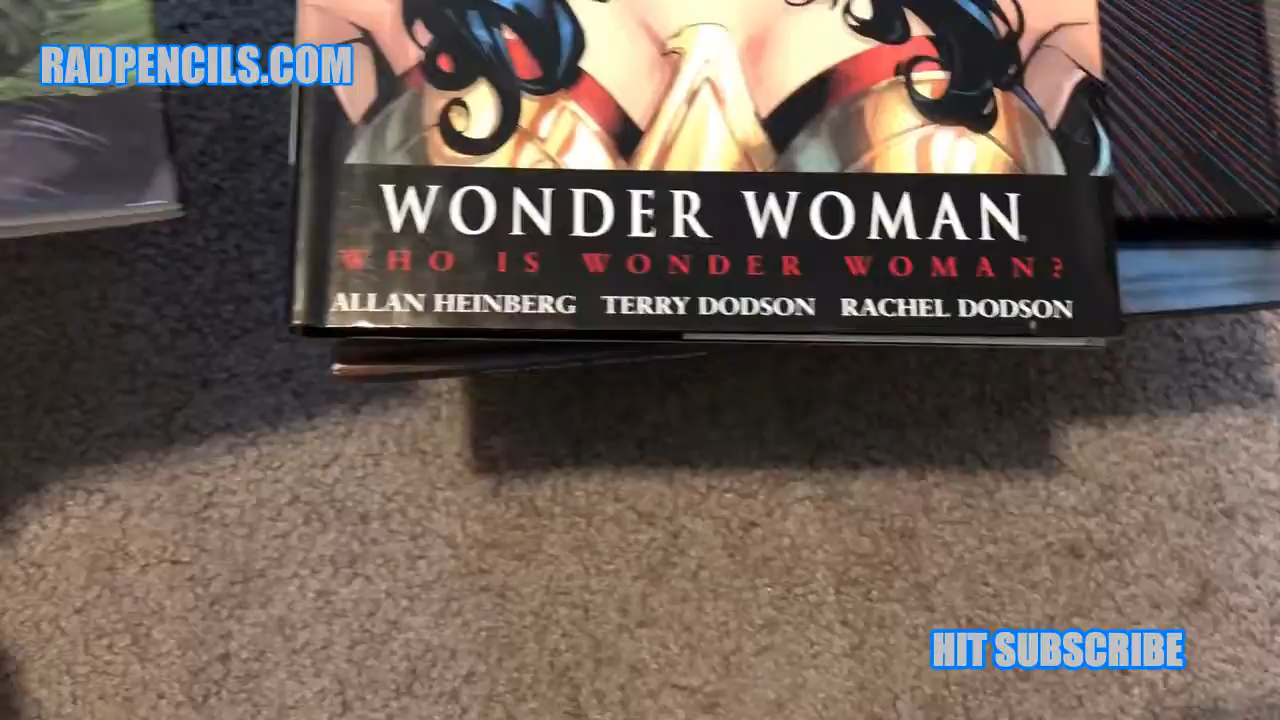 RADPENCILS.COM
WONDER WOMAN
WHO IS WONDER WOMAN?
ALLAN HEINBERG TERRY DODSON RACHEL DODSON
HIT SUBSCRIBE